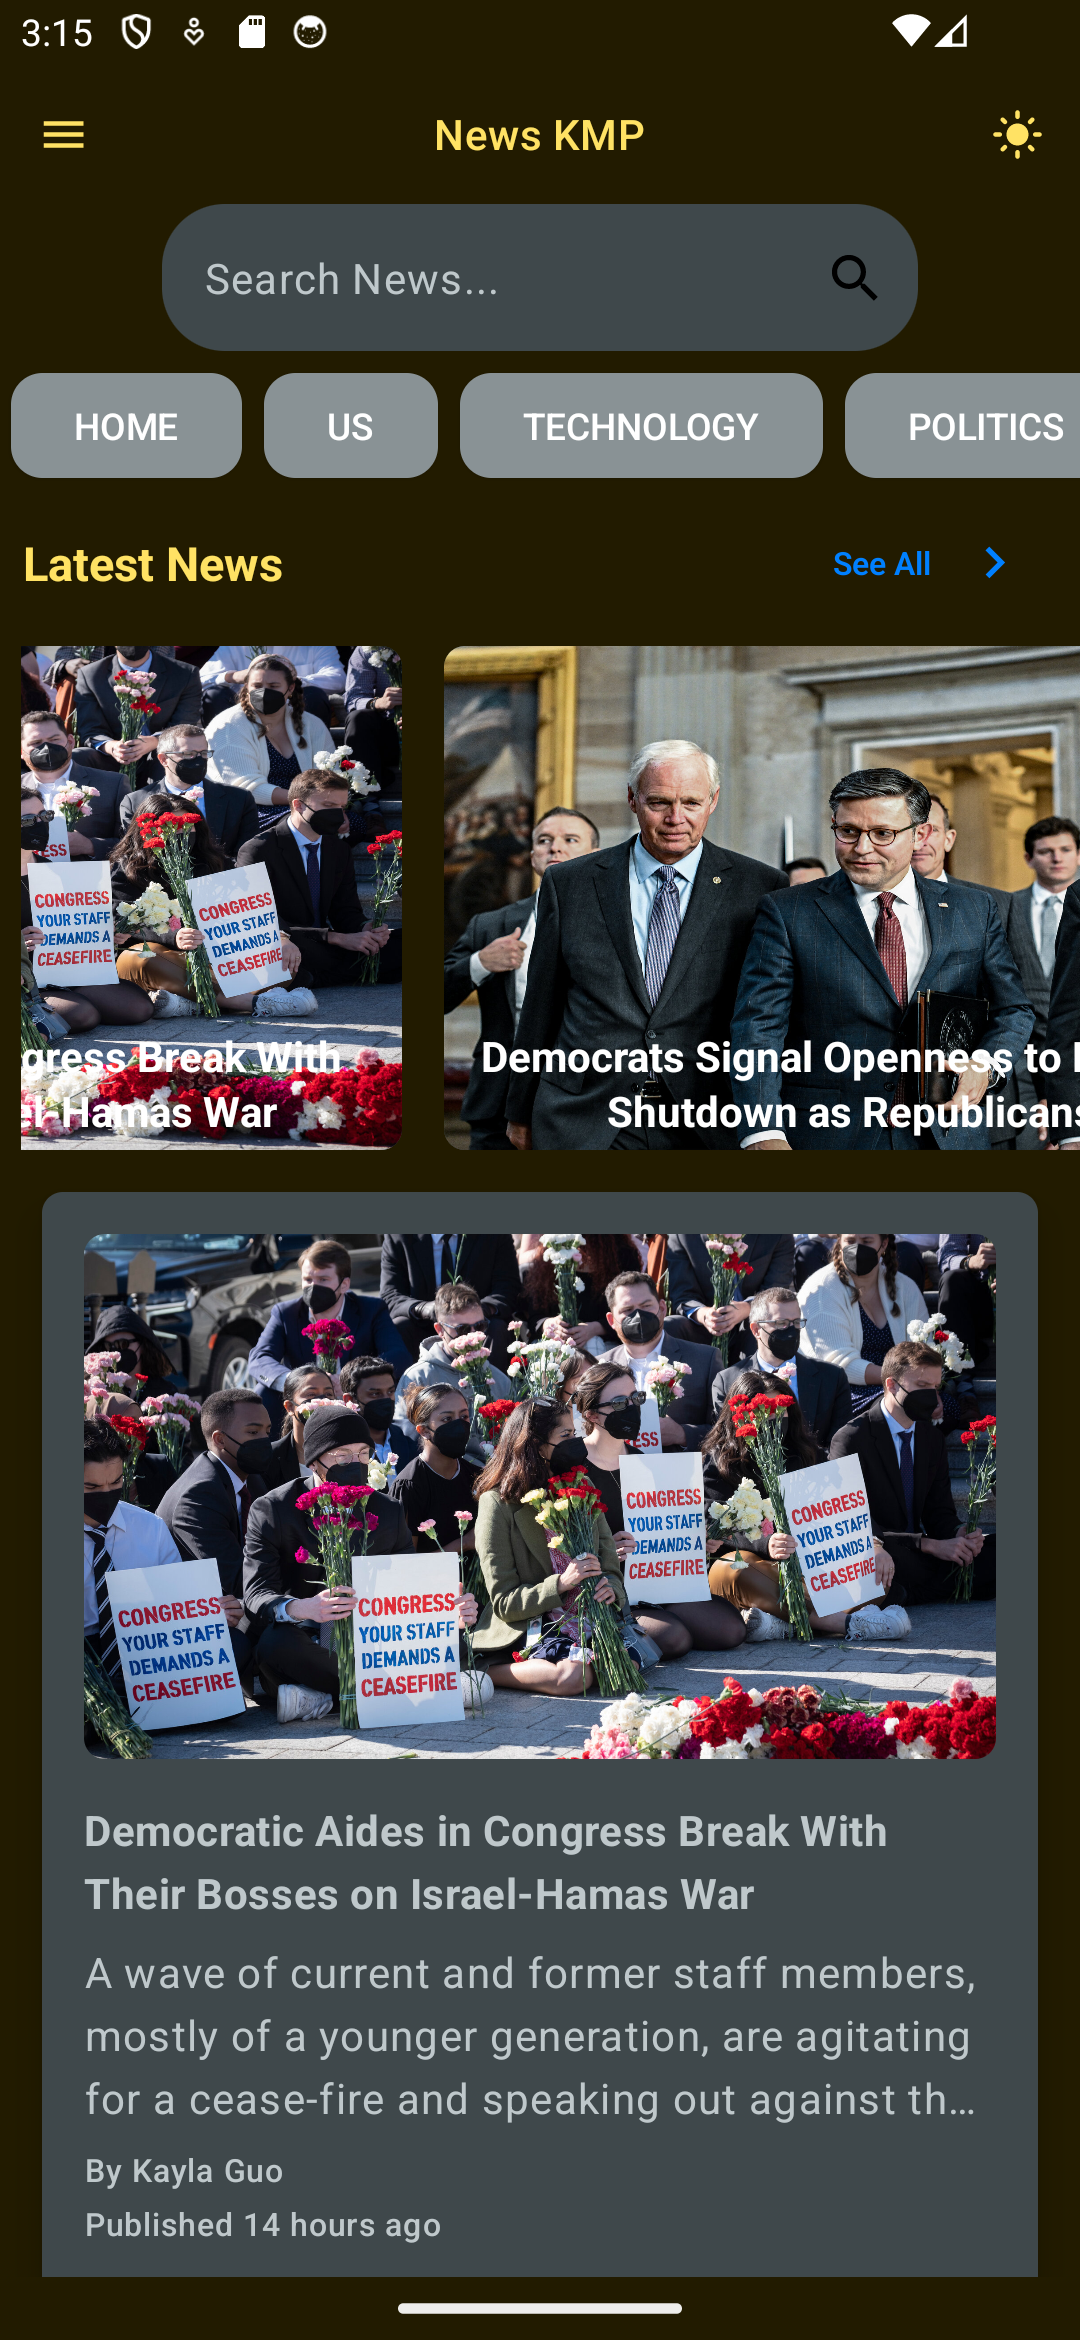 3:15
News KMP
Search News...
HOME
US
TECHNOLOGY
POLITICS
Latest News
See All
ESS
CONGRESS
YOUR STAFF
DEMANDS A
CEASEFIRE
CONGRESS
YOUR STAFF
DEMANDS A
CEASEFIRE
gress Break With
el-Hamas War
Democrats Signal Openness to
Shutdown as Republicans
ESS
CONGRESS
YOUR STAFF
DEMANDS A
CEASEFIRE
CONGRESS
YOUR STAFF
DEMANDS A
CEASEFIRE
CONGRESS
YOUR STAFF
DEMANDS A
CEASEFIRE
CONGRESS
YOUR STAFF
DEMANDS A
CEASEFIRE
Democratic Aides in Congress Break With
Their Bosses on Israel-Hamas War
A wave of current and former staff members,
mostly of a younger generation, are agitating
for a cease-fire and speaking out against th...
By Kayla Guo
Published 14 hours ago